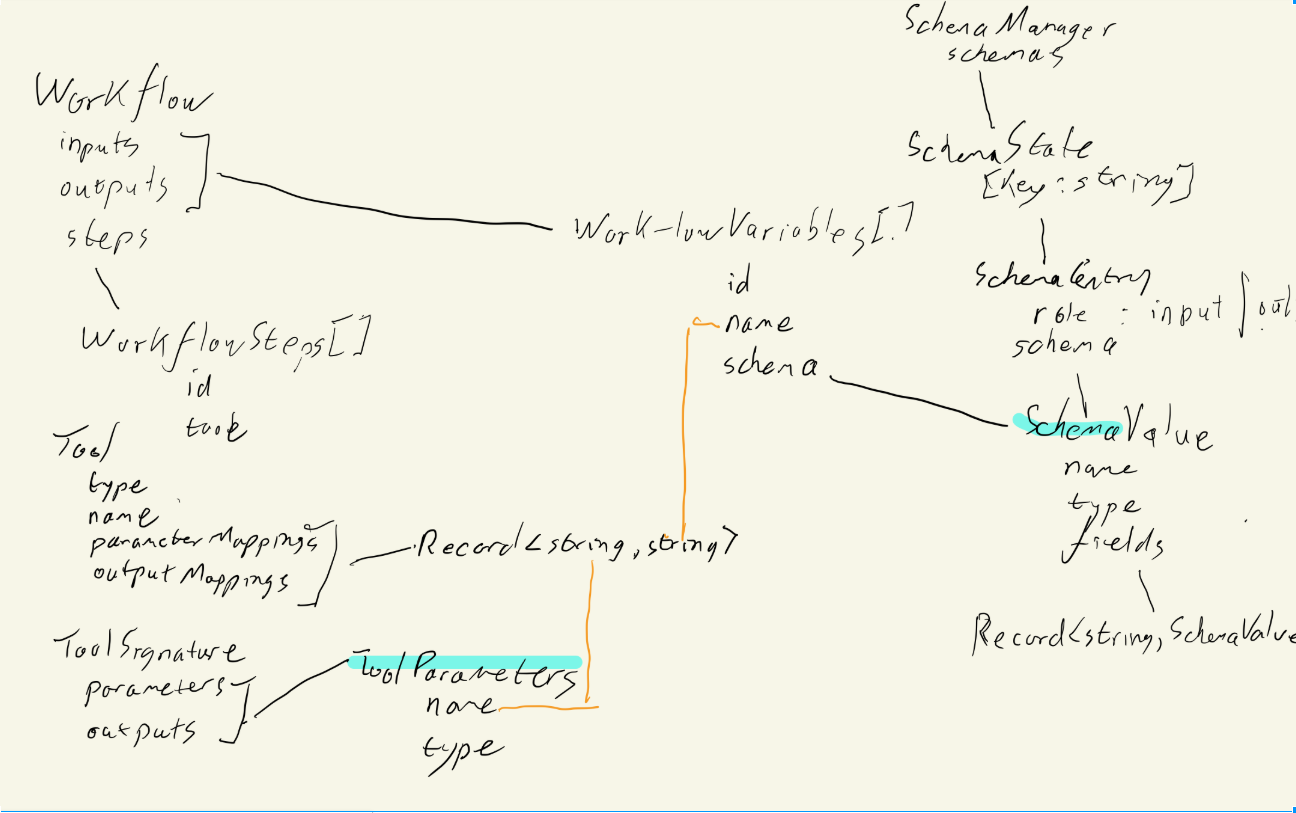 Workflow
inputs
outputs
steps
WorkflowSteps[]
id
tool
Tool
type
name
parameterMappings
outputMappings
Record<string, string>
ToolSignature
parameters
outputs
ToolParameters
name
type
WorkflowVariables[]
id
name
schema
SchemaManager
schemas
SchemaState
[Key: string]
SchemaEntry
role : input | out
schema
SchemaValue
name
type
fields
Record<string, SchemaValue